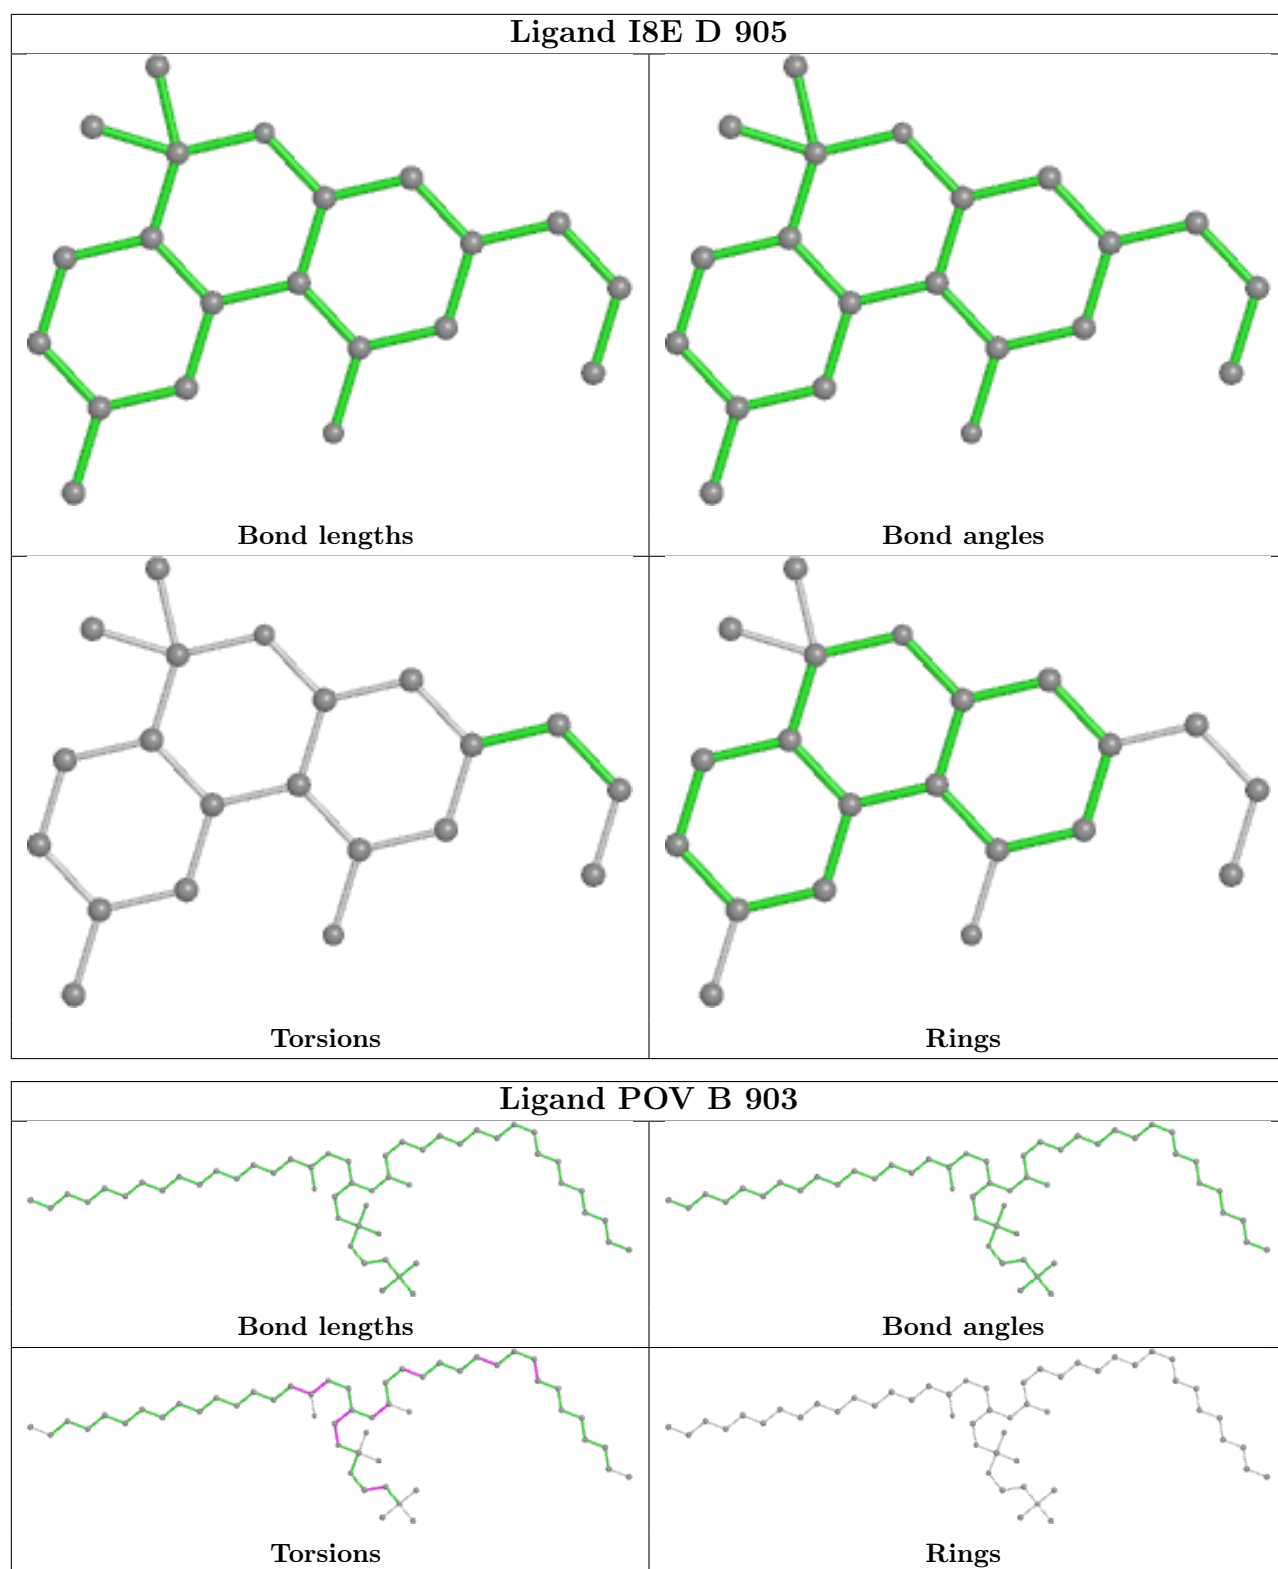 Ligand I8E D 905
Bond lengths
Bond angles
Torsions
Rings
Ligand POV B 903
Bond lengths
Bond angles
Torsions
Rings